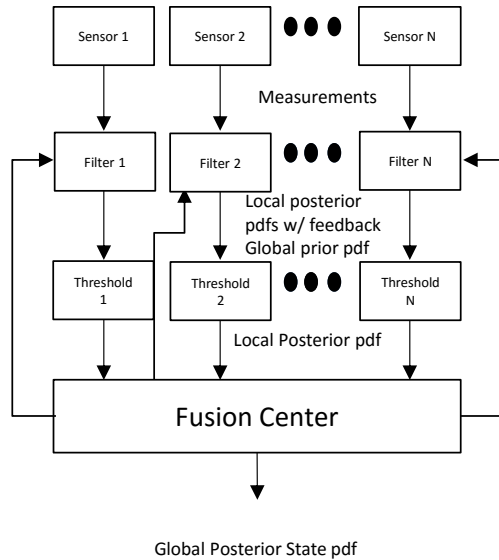 Sensor 1
Sensor 2
Sensor N
Measurements
Filter 1
Filter 2
Filter N
Local posterior
pdfs w/ feedback
Global prior pdf
Threshold
1
Threshold
2
Threshold
N
Local Posterior pdf
Fusion Center
Global Posterior State pdf